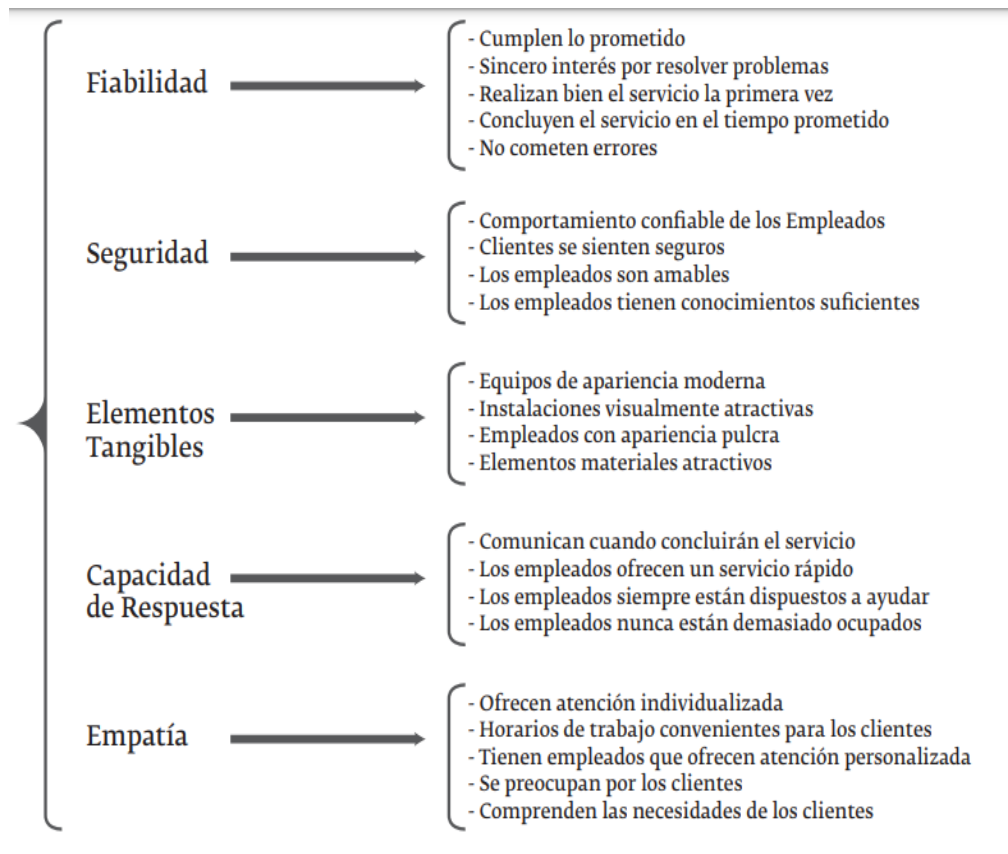 Fiabilidad
- Cumplen lo prometido
- Sincero interés por resolver problemas
- Realizan bien el servicio la primera vez
- Concluyen el servicio en el tiempo prometido
- No cometen errores
Seguridad
- Comportamiento confiable de los Empleados
- Clientes se sienten seguros
- Los empleados son amables
- Los empleados tienen conocimientos suficientes
Elementos
Tangibles
- Equipos de apariencia moderna
- Instalaciones visualmente atractivas
- Empleados con apariencia pulcra
- Elementos materiales atractivos
Capacidad
de Respuesta
- Comunican cuando concluirán el servicio
- Los empleados ofrecen un servicio rápido
- Los empleados siempre están dispuestos a ayudar
- Los empleados nunca están demasiado ocupados
Empatía
- Ofrecen atención individualizada
- Horarios de trabajo convenientes para los clientes
- Tienen empleados que ofrecen atención personalizada
- Se preocupan por los clientes
- Comprenden las necesidades de los clientes